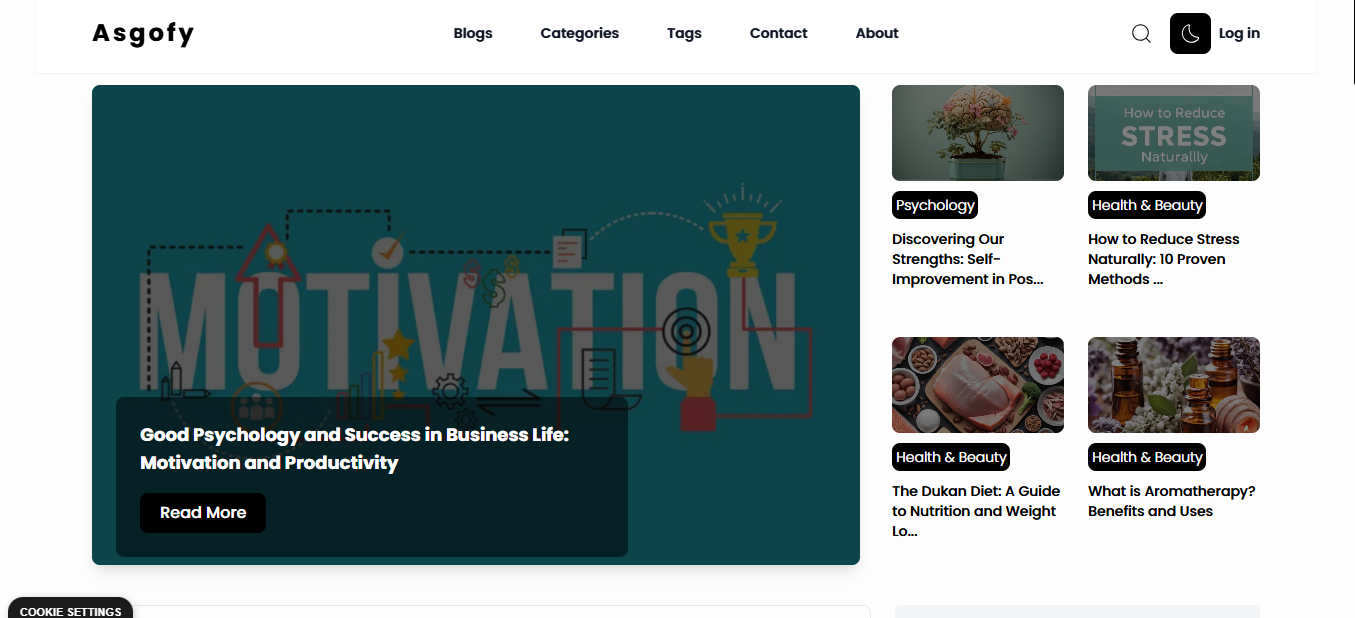 Asgofy
Blogs
Categories
Tags
Contact
About
Log in
MOTIVATION
Good Psychology and Success in Business Life:
Motivation and Productivity
Read More
Psychology
Discovering Our
Strengths: Self-
Improvement in Pos...
How to Reduce
STRESS
Naturallly
Health & Beauty
How to Reduce Stress
Naturally: 10 Proven
Methods ...
Health & Beauty
The Dukan Diet: A Guide
to Nutrition and Weight
Lo...
Health & Beauty
What is Aromatherapy?
Benefits and Uses
COOKIE SETTINGS